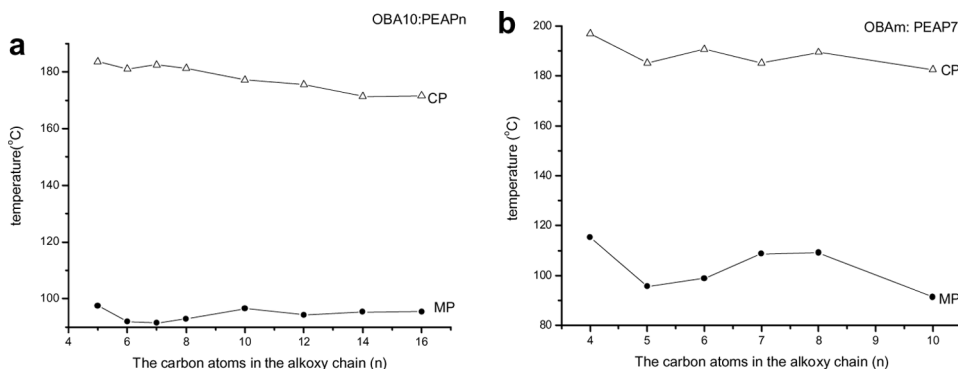 OBA10:PEAPn
a
180
160
140
120
100
temperature(°C)
CP
MP
4 6 8 10 12 14 16
The carbon atoms in the alkoxy chain (n)
b
OBAm: PEAP7
200
180
160
140
120
100
80
temperature (°C)
CP
MP
4 5 6 7 8 9 10
The carbon atoms in the alkoxy chain (n)